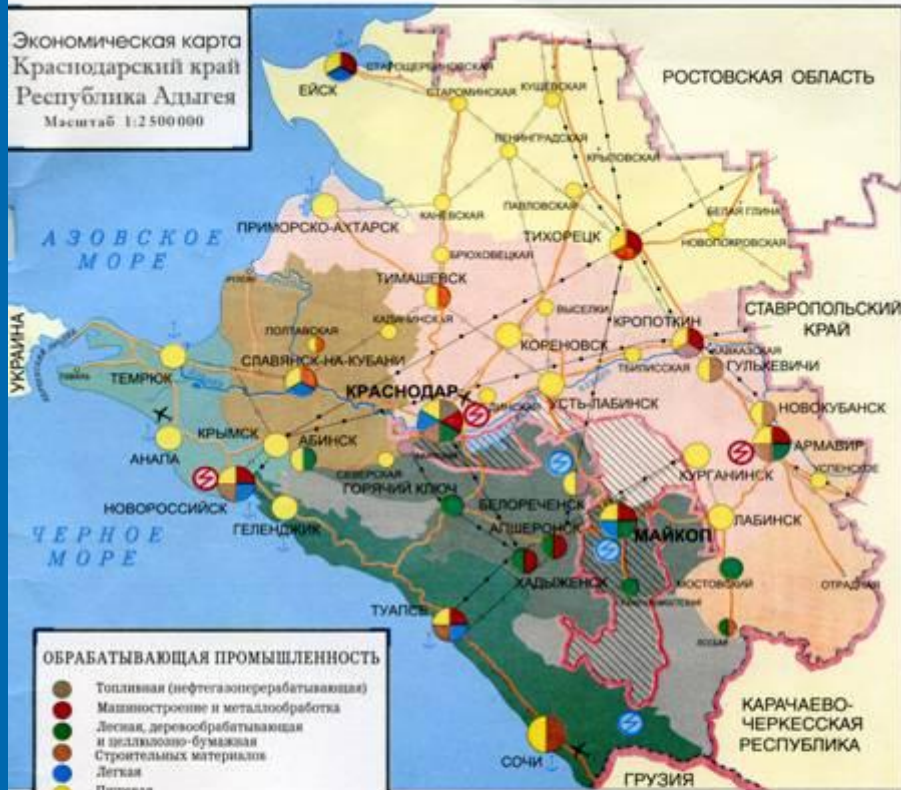 Экономическая карта
Краснодарский край
Республика Адыгея
Масштаб 1:2 500 000
РОСТОВСКАЯ ОБЛАСТЬ
ЕЙСК
СТАРОЩЕРБИНОВСКАЯ
СТАРОМИНСКАЯ
КУЩЕВСКАЯ
ЛЕНИНГРАДСКАЯ
КРЫЛОВСКАЯ
ПРИМОРСКО-АХТАРСК
КАНЕВСКАЯ
ПАВЛОВСКАЯ
БЕЛАЯ ГЛИНА
ТИХОРЕЦК
НОВОПОКРОВСКАЯ
АЗОВСКОЕ
МОРЕ
БРЮХОВЕЦКАЯ
ТИМАШЕВСК
ВЫСЕЛКИ
СТАВРОПОЛЬСКИЙ
КРАЙ
УКРАИНА
КАЛИНИНСКАЯ
КРОПОТКИН
ПОЛТАВСКАЯ
КОРЕНОВСК
КАВКАЗСКАЯ
ТЕМРЮК
СЛАВЯНСК-НА-КУБАНИ
ТБИЛИССКАЯ
ГУЛЬКЕВИЧИ
КРАСНОДАР
ДИНСКАЯ
УСТЬ-ЛАБИНСК
НОВОКУБАНСК
АНАПА
КРЫМСК
АБИНСК
АРМАВИР
СЕВЕРСКАЯ
КУРГАНИНСК
УСПЕНСКОЕ
НОВОРОССИЙСК
ГОРЯЧИЙ КЛЮЧ
БЕЛОРЕЧЕНСК
ГЕЛЕНДЖИК
ЛАБИНСК
ЧЕРНОЕ
МОРЕ
АПШЕРОНСК
МАЙКОП
ХАДЫЖЕНСК
МОСТОВСКИЙ
ОТРАДНАЯ
ТУАПСЕ
КАРАЧАЕВО-
ЧЕРКЕССКАЯ
РЕСПУБЛИКА
СОЧИ
ГРУЗИЯ
ОБРАБАТЫВАЮЩАЯ ПРОМЫШЛЕННОСТЬ
Топливная (нефтегазоперерабатывающая)
Машиностроение и металлообработка
Лесная, деревообрабатывающая
и целлюлозно-бумажная
Строительных материалов
Легкая